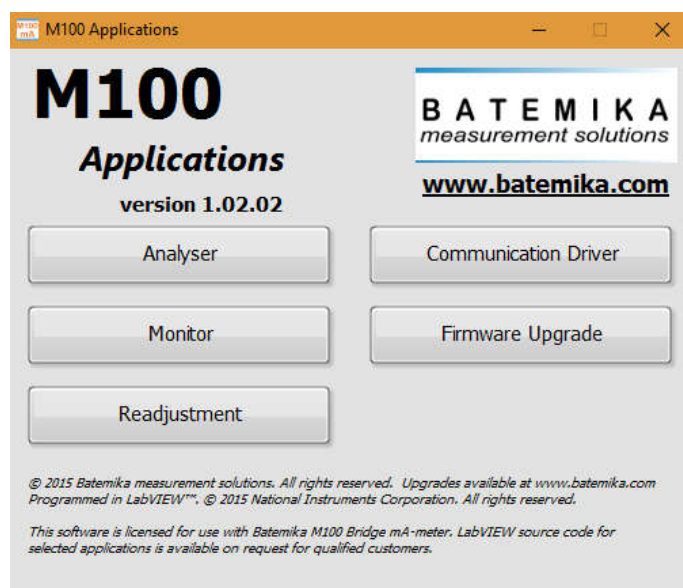 M100 mA M100 Applications
M100
Applications
version 1.02.02
BATEMIKA
measurement solutions
www.batemika.com
Analyser
Communication Driver
Monitor
Firmware Upgrade
Readjustment
© 2015 Batemika measurement solutions. All rights reserved. Upgrades available at www.batemika.com
Programmed in LabVIEW™. © 2015 National Instruments Corporation. All rights reserved.
This software is licensed for use with Batemika M100 Bridge mA-meter. LabVIEW source code for
selected applications is available on request for qualified customers.